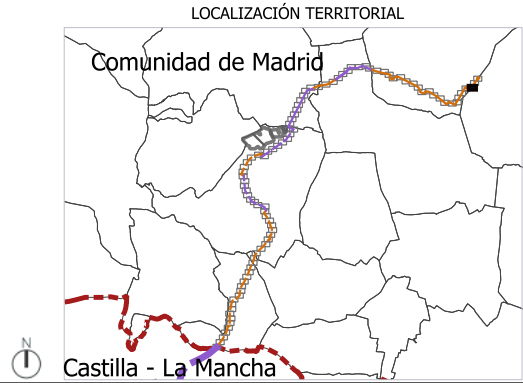 LOCALIZACIÓN TERRITORIAL
Comunidad de Madrid
N
Castilla - La Mancha